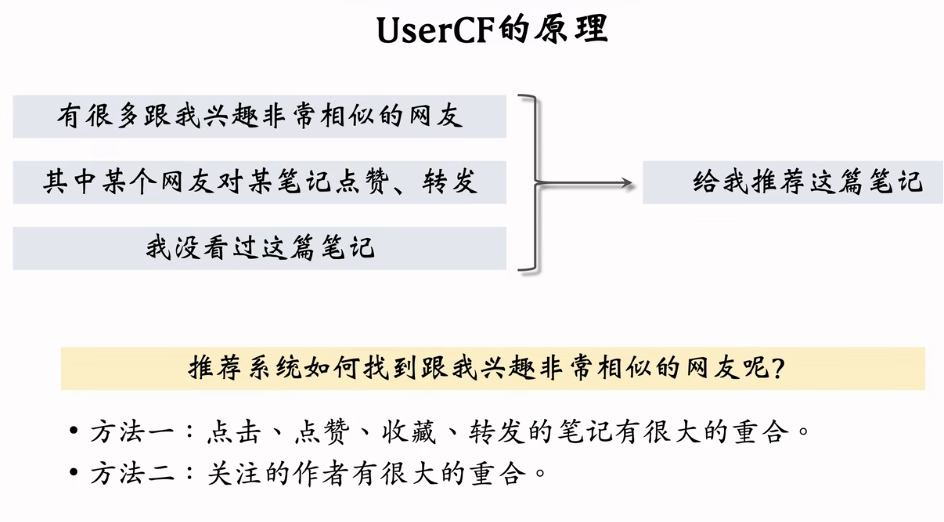 UserCF的原理
有很多跟我兴趣非常相似的网友
其中某个网友对某笔记点赞、转发
给我推荐这篇笔记
我没看过这篇笔记
推荐系统如何找到跟我兴趣非常相似的网友呢?
• 方法一：点击、点赞、收藏、转发的笔记有很大的重合。
• 方法二：关注的作者有很大的重合。